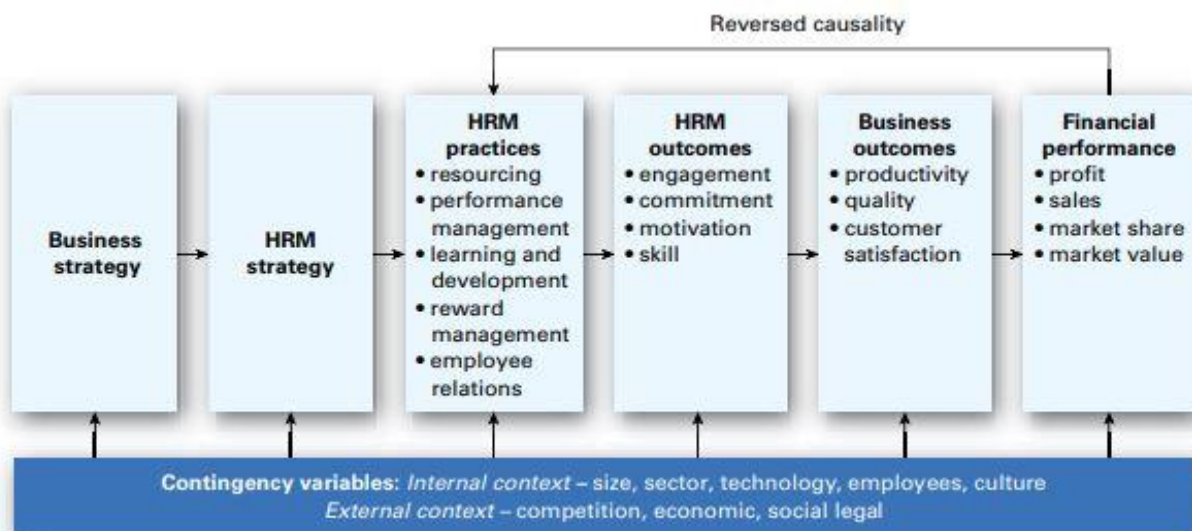 Reversed causality
Business
strategy
HRM
strategy
HRM
practices
• resourcing
• performance
management
• learning and
development
• reward
management
• employee
relations
HRM
outcomes
• engagement
• commitment
• motivation
• skill
Business
outcomes
• productivity
• quality
• customer
satisfaction
Financial
performance
• profit
• sales
• market share
• market value
Contingency variables: Internal context – size, sector, technology, employees, culture
External context – competition, economic, social legal